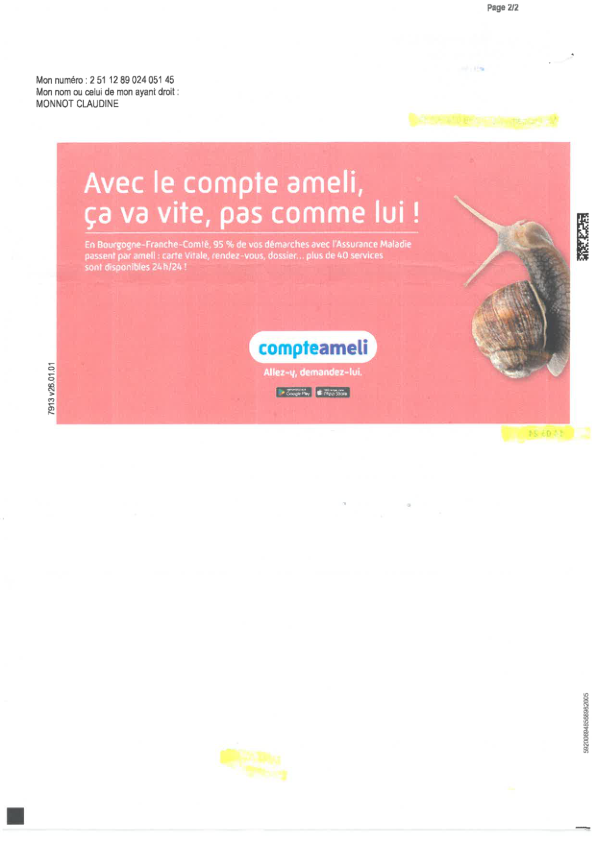 Page 2/2
Mon numéro : 2 51 12 89 024 051 45
Mon nom ou celui de mon ayant droit :
MONNOT CLAUDINE
Avec le compte ameli,
ça va vite, pas comme lui !
En Bourgogne-Franche-Comté, 95 % de vos démarches avec l'Assurance Maladie
passent par ameli : carte Vitale, rendez-vous, dossier... plus de 40 services
sont disponibles 24h/24 !
compteameli
Allez-y, demandez-lui.
Google Play
App Store
7913 v26.01.01